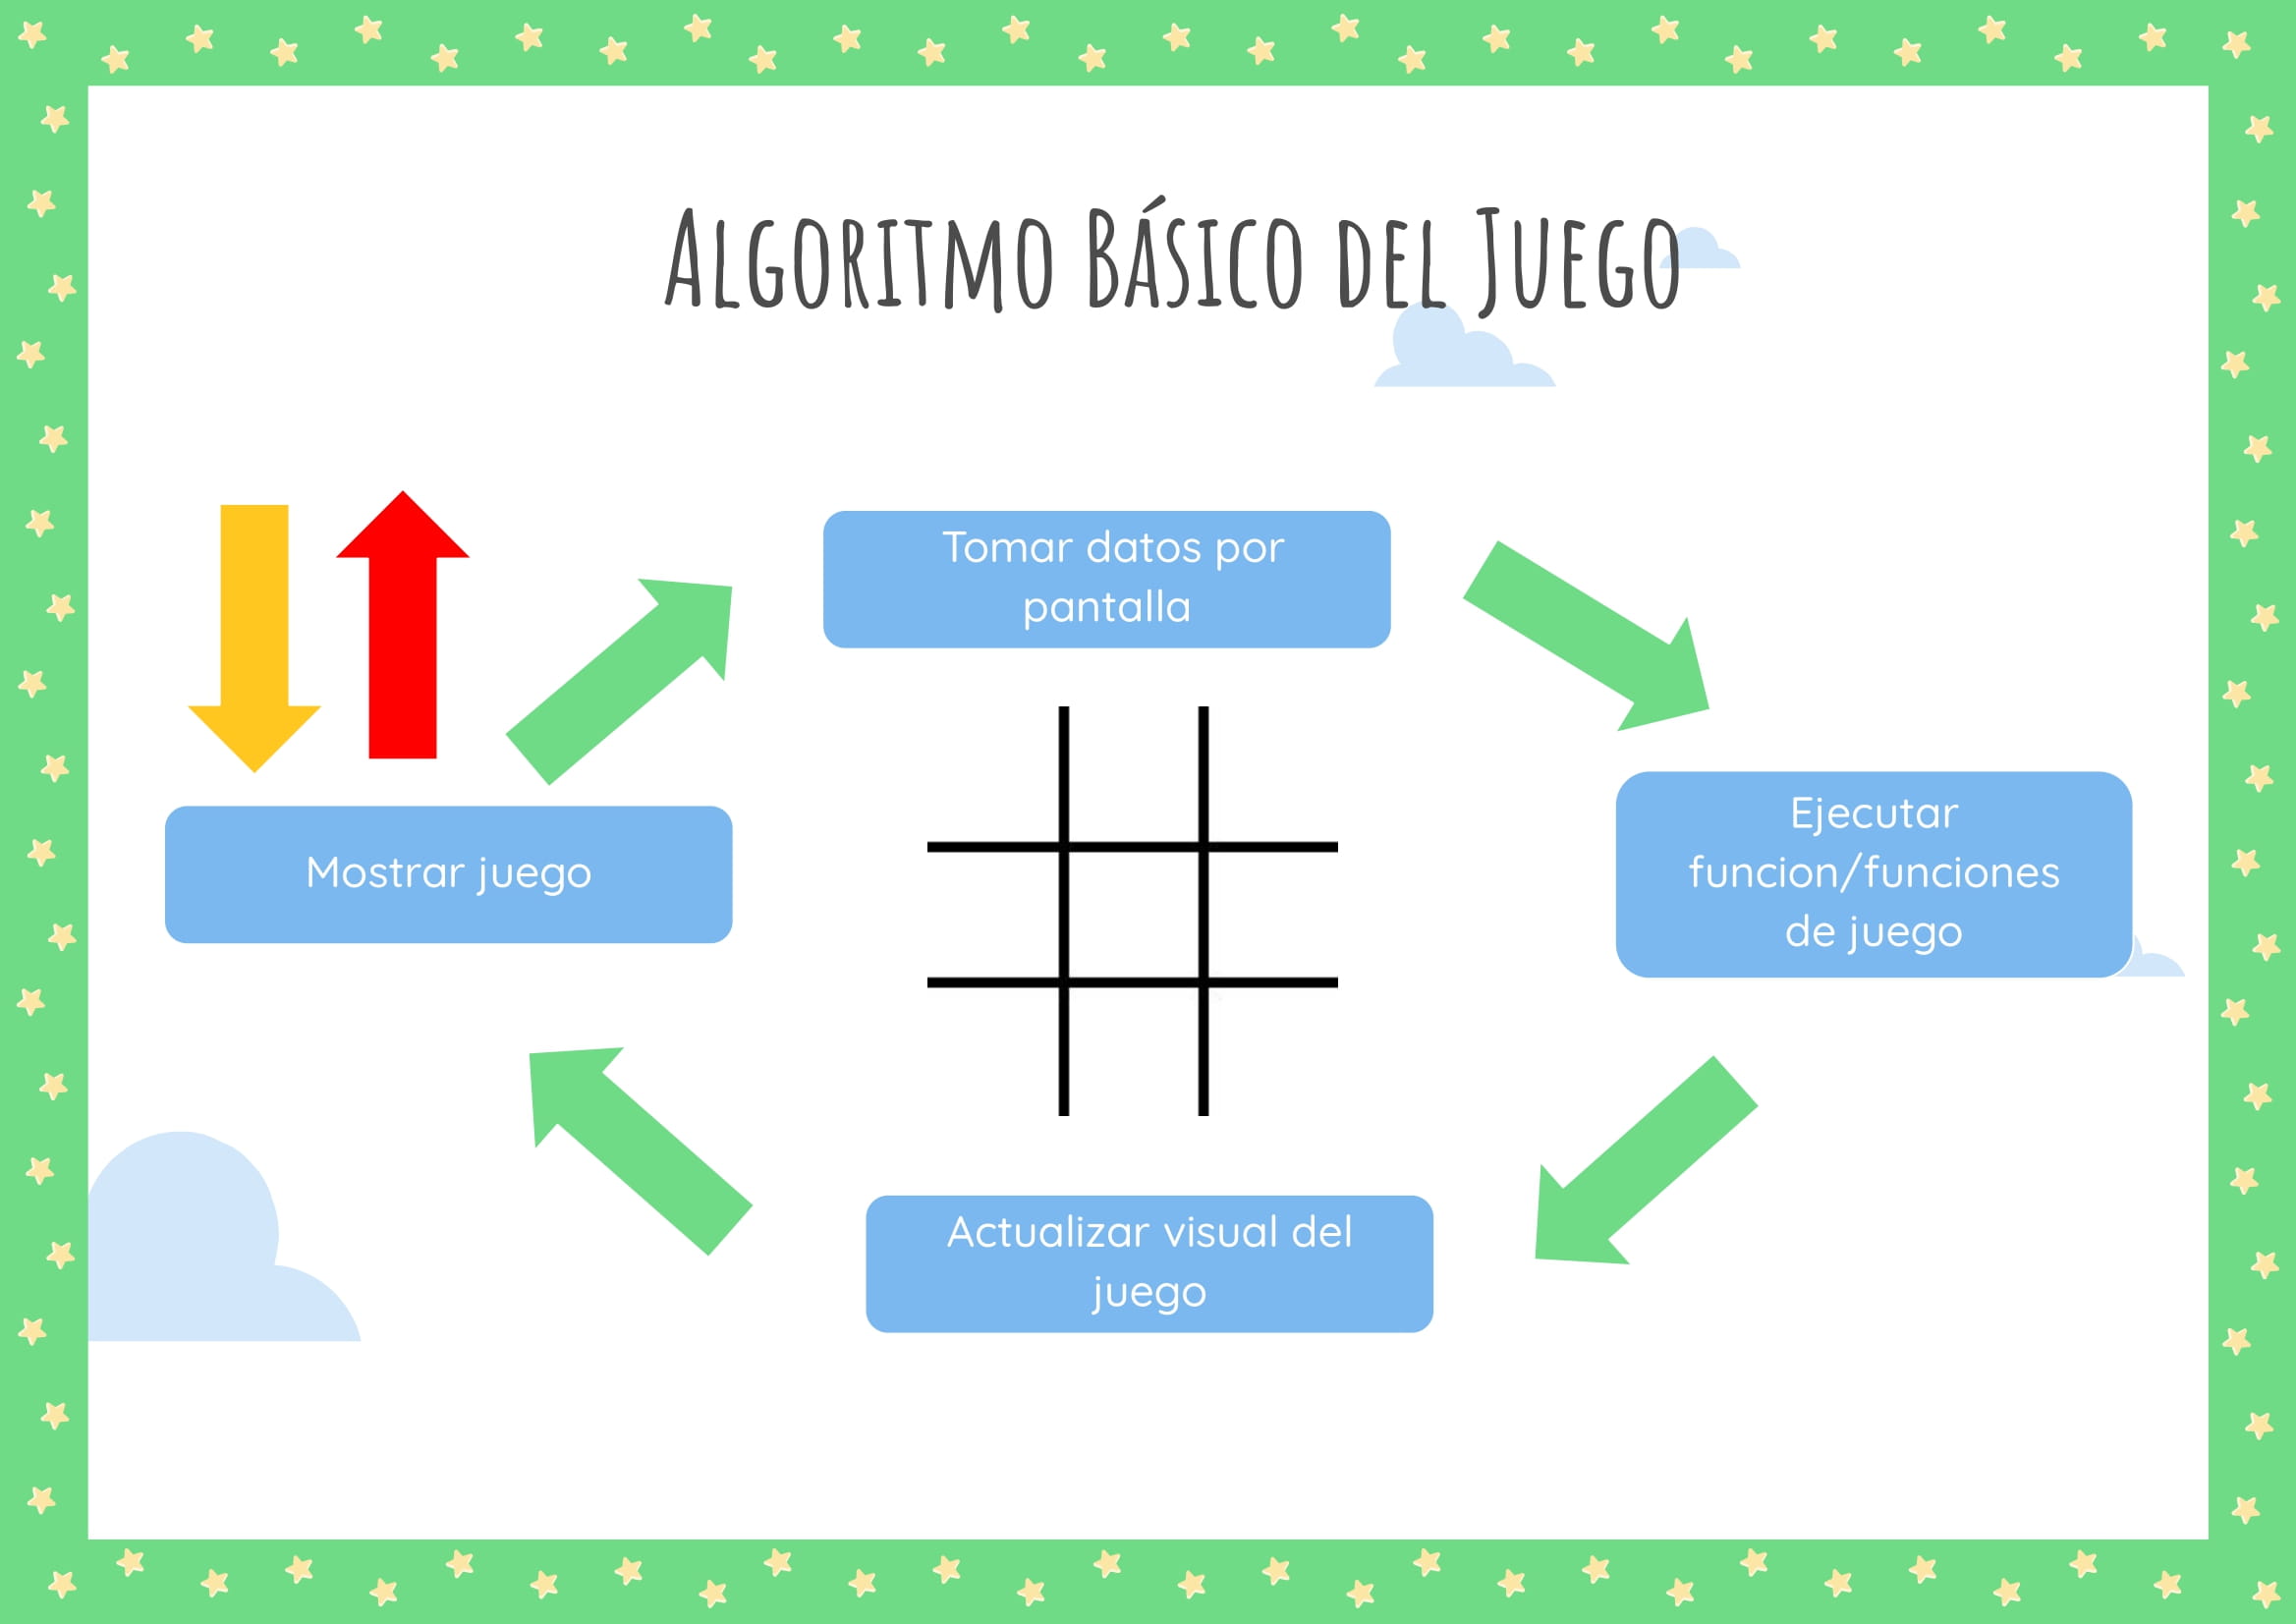 Algoritmo Básico del Juego
Tomar datos por
pantalla
Mostrar juego
Ejecutar
funcion/funciones
de juego
Actualizar visual del
juego